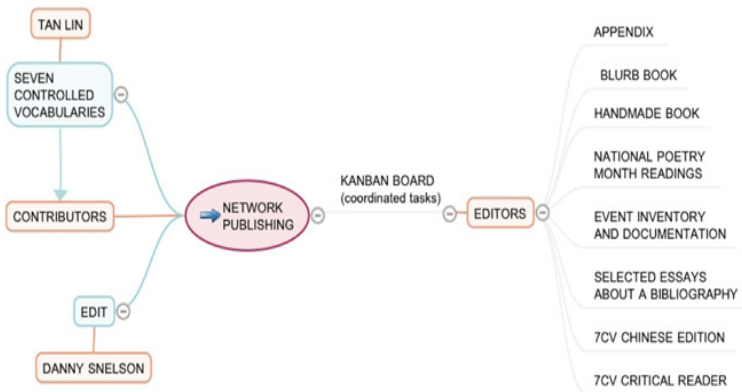 TAN LIN
SEVEN
CONTROLLED
VOCABULARIES
CONTRIBUTORS
EDIT
DANNY SNELSON
NETWORK
PUBLISHING
KANBAN BOARD
(coordinated tasks)
EDITORS
APPENDIX
BLURB BOOK
HANDMADE BOOK
NATIONAL POETRY
MONTH READINGS
EVENT INVENTORY
AND DOCUMENTATION
SELECTED ESSAYS
ABOUT A BIBLIOGRAPHY
7CV CHINESE EDITION
7CV CRITICAL READER